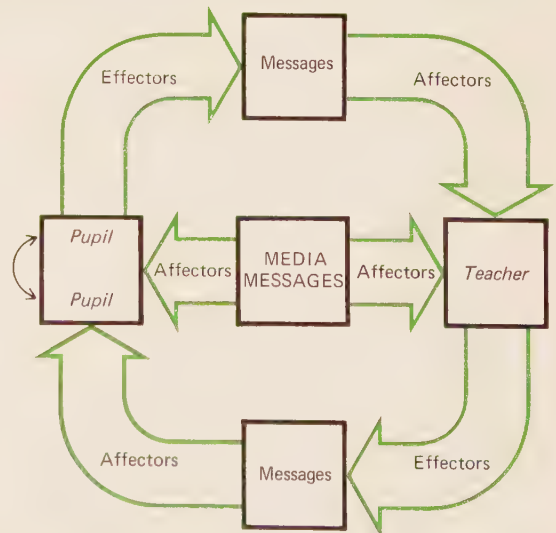 Messages
Effectors
Affectors
Pupil
Pupil
Affectors
MEDIA
MESSAGES
Affectors
Teacher
Affectors
Messages
Effectors